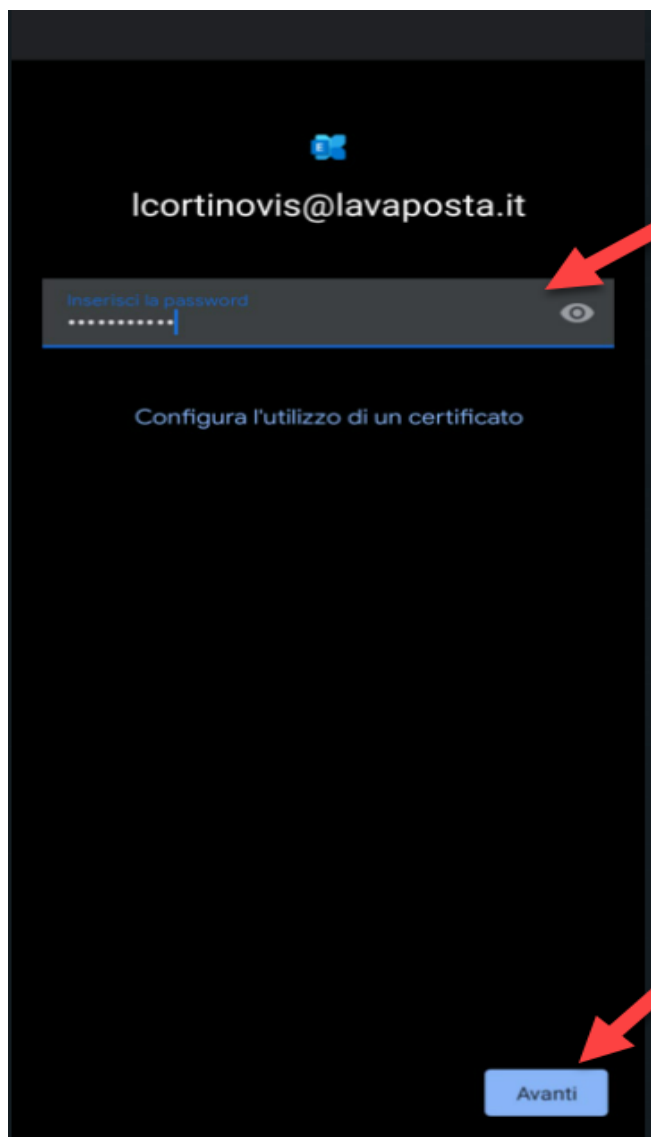 E
lcortinovis@lavaposta.it
Inserisci la password
•••••••••••
Configura l'utilizzo di un certificato
Avanti